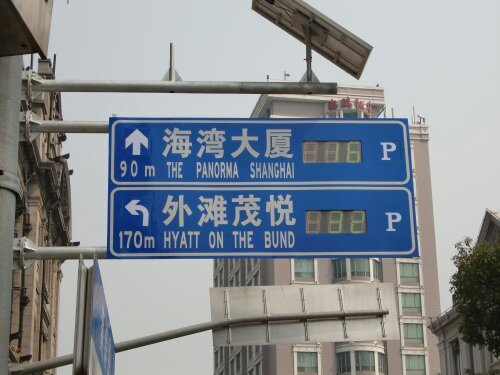 海湾大厦 P
90 m THE PANORMA SHANGHAI
外滩茂悦 P
170m HYATT ON THE BUND